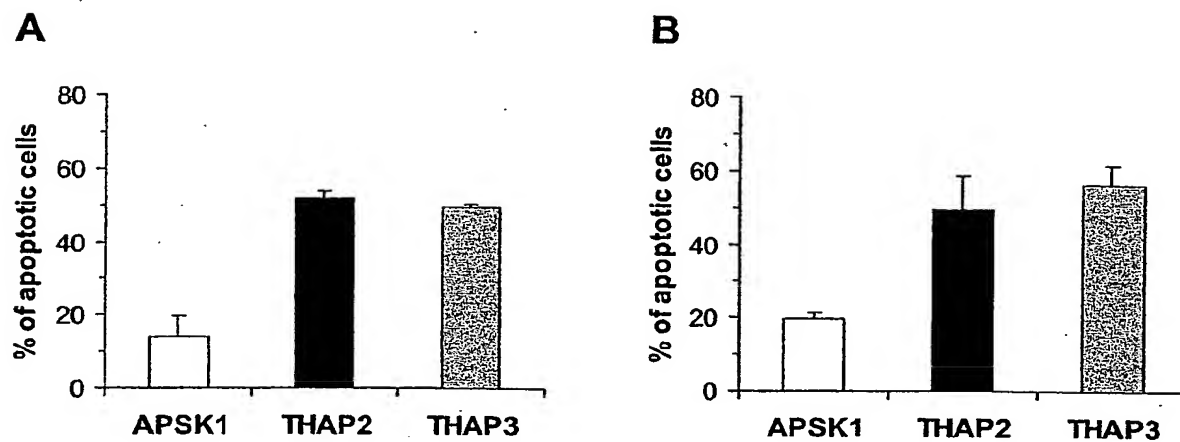 A
% of apoptotic cells
80
60
40
20
0
APSK1 THAP2 THAP3
B
% of apoptotic cells
80
60
40
20
0
APSK1 THAP2 THAP3